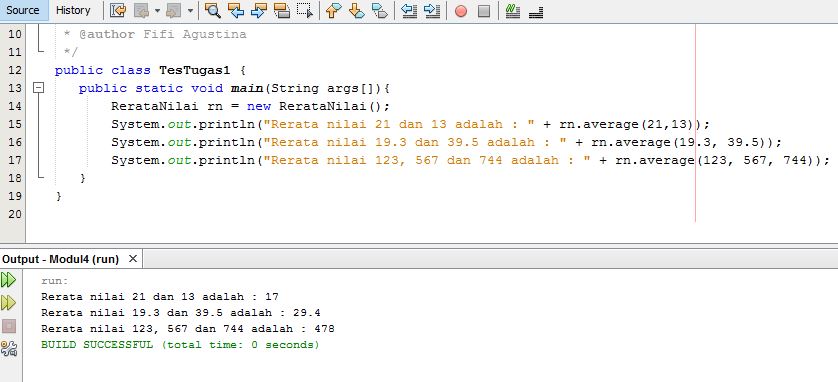 Source History
10 * @author Fifi Agustina
11 */
12 public class TesTugas1 {
13 public static void main(String args[]){
14 RerataNilai rn = new RerataNilai();
15 System.out.println("Rerata nilai 21 dan 13 adalah : " + rn.average(21,13));
16 System.out.println("Rerata nilai 19.3 dan 39.5 adalah : " + rn.average(19.3, 39.5));
17 System.out.println("Rerata nilai 123, 567 dan 744 adalah : " + rn.average(123, 567, 744));
18 }
19 }
20
Output - Modul4 (run) ×
run:
Rerata nilai 21 dan 13 adalah : 17
Rerata nilai 19.3 dan 39.5 adalah : 29.4
Rerata nilai 123, 567 dan 744 adalah : 478
BUILD SUCCESSFUL (total time: 0 seconds)